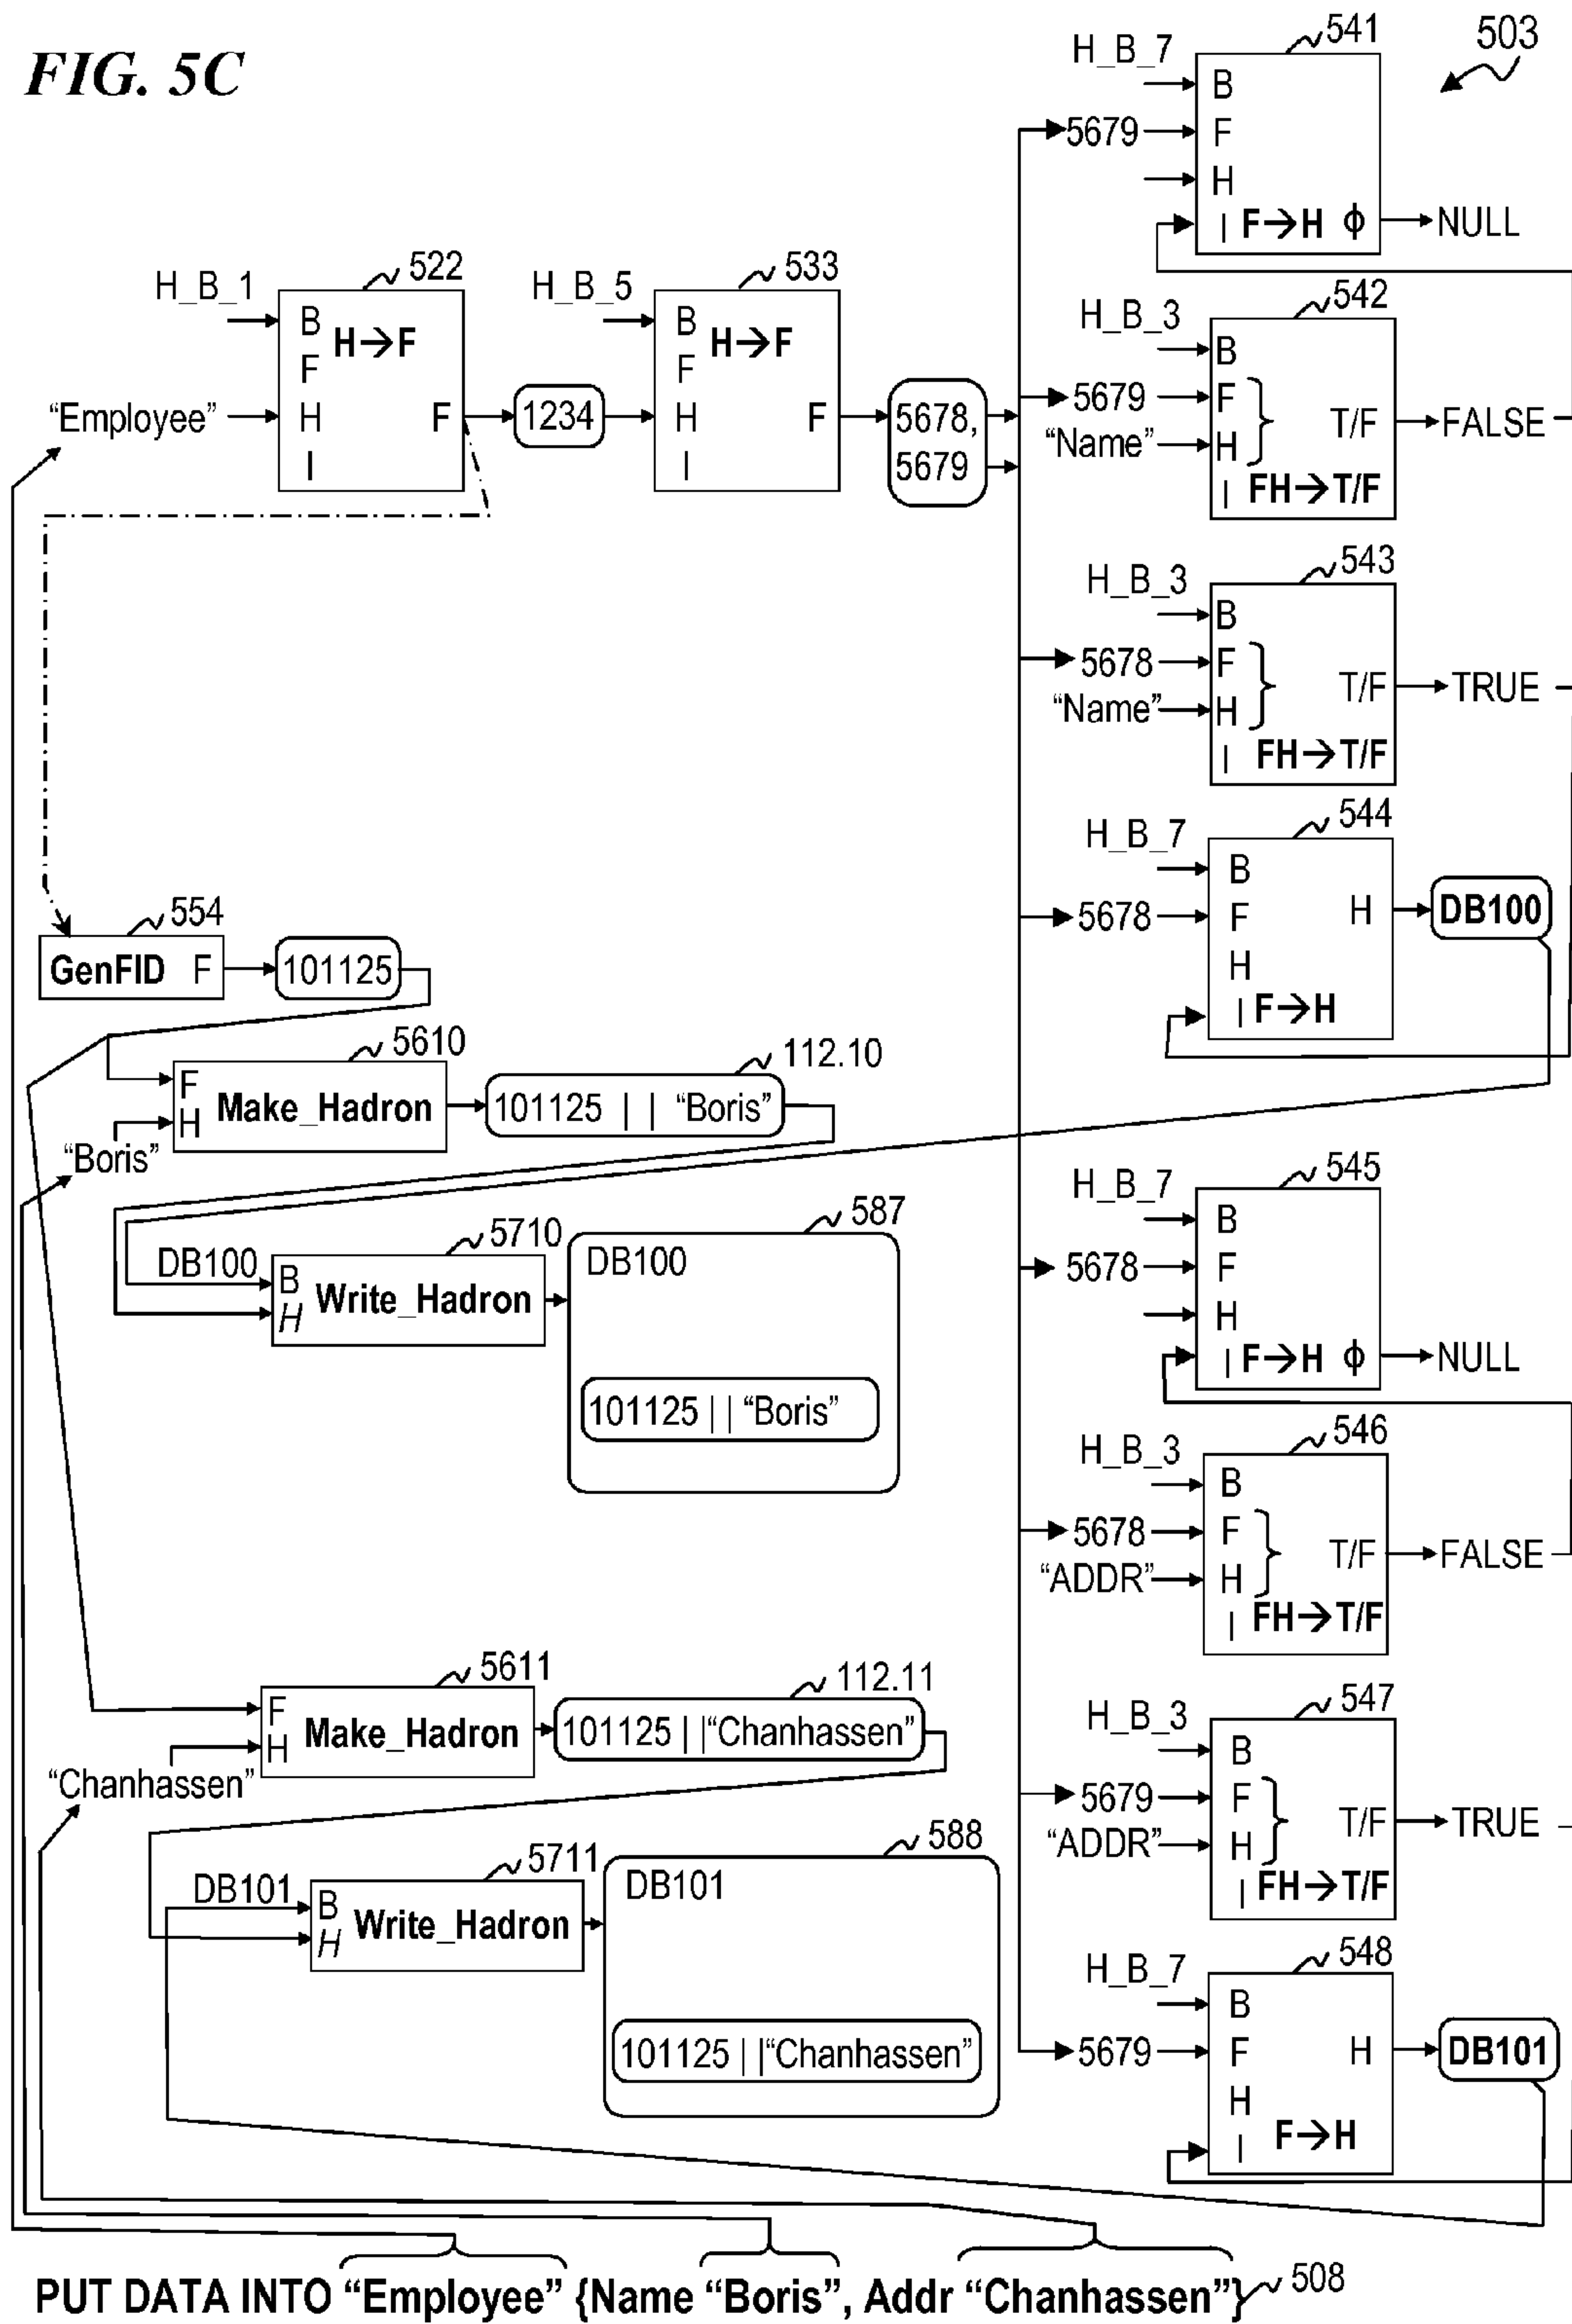 FIG. 5C
503
H_B_7
541
B
5679
F
H
I F→H ϕ
NULL
H_B_1
522
B
H→F
F
"Employee"
H
F
I
1234
H_B_5
533
B
H→F
F
H
F
I
5678,
5679
H_B_3
542
B
5679
F
"Name"
H
T/F
FALSE
I FH→T/F
H_B_3
543
B
5678
F
"Name"
H
T/F
TRUE
I FH→T/F
H_B_7
544
B
5678
F
H
H
DB100
I F→H
554
GenFID F
101125
5610
F
H
Make_Hadron
"Boris"
112.10
101125 | | "Boris"
H_B_7
545
B
5678
F
H
I F→H ϕ
NULL
5710
DB100
B
H
Write_Hadron
587
DB100
101125 | | "Boris"
H_B_3
546
B
5678
F
"ADDR"
H
T/F
FALSE
I FH→T/F
5611
F
H
Make_Hadron
"Chanhassen"
112.11
101125 | |"Chanhassen"
H_B_3
547
B
5679
F
"ADDR"
H
T/F
TRUE
I FH→T/F
5711
DB101
B
H
Write_Hadron
588
DB101
101125 | |"Chanhassen"
H_B_7
548
B
5679
F
H
H
DB101
I F→H
PUT DATA INTO "Employee" {Name "Boris", Addr "Chanhassen"} 508